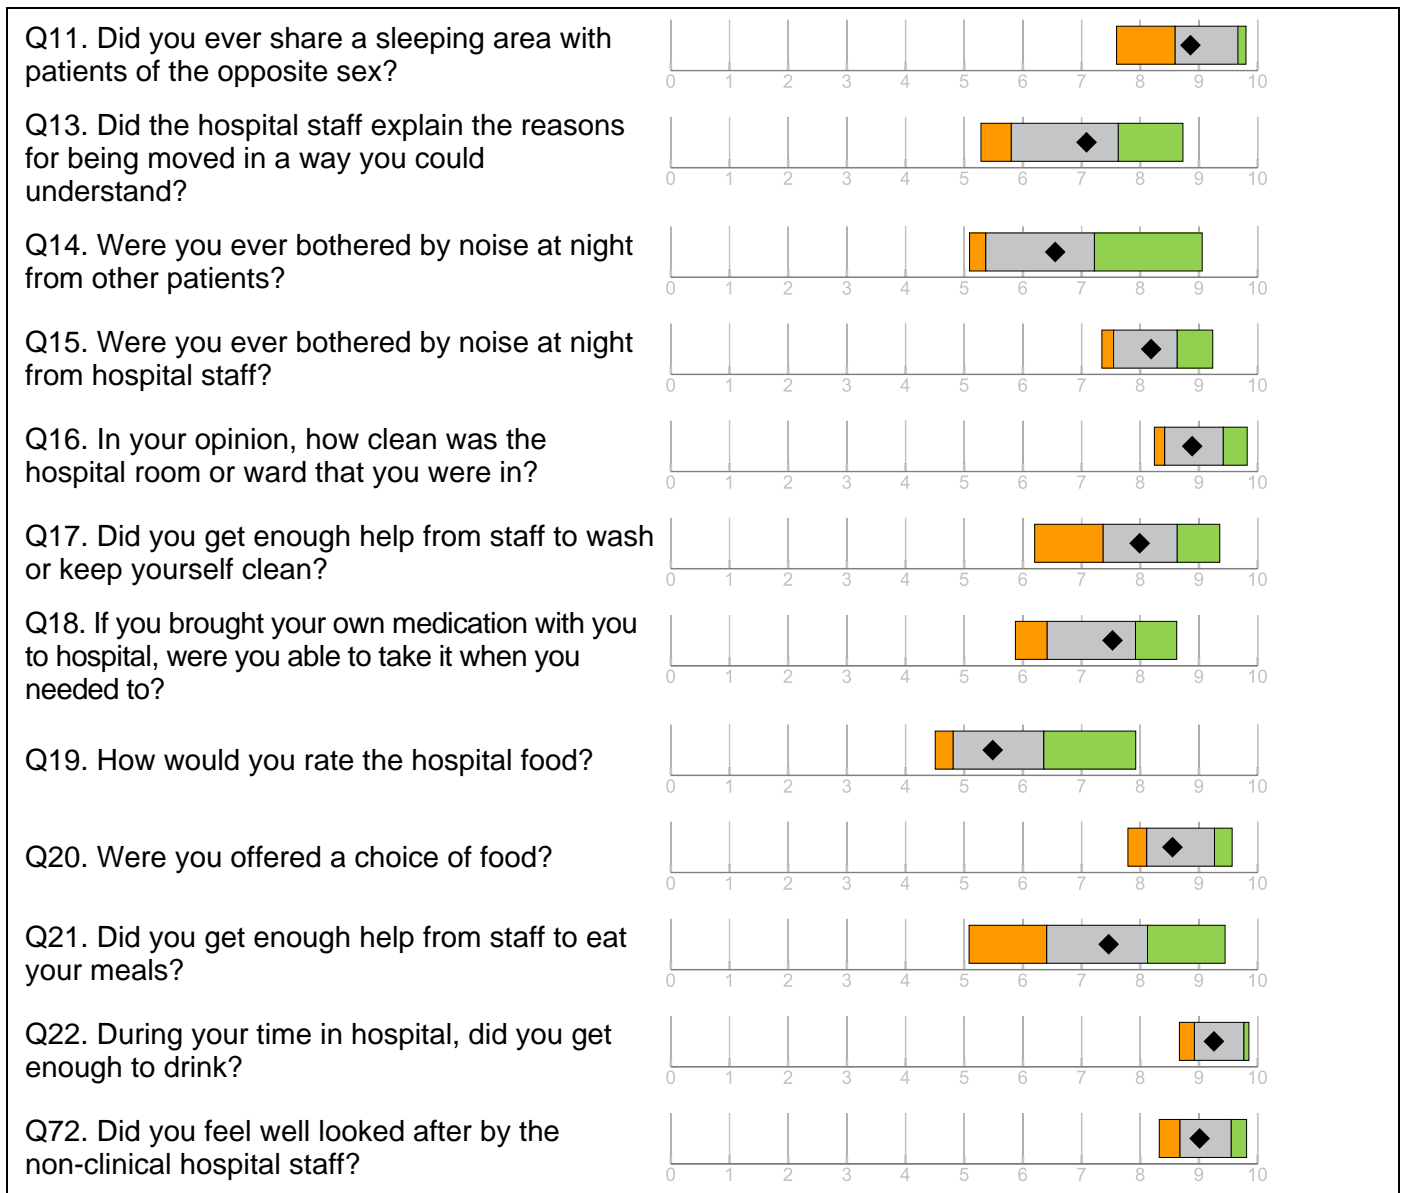 Q11. Did you ever share a sleeping area with
patients of the opposite sex?
0 1 2 3 4 5 6 7 8 9 10
Q13. Did the hospital staff explain the reasons
for being moved in a way you could
understand?
0 1 2 3 4 5 6 7 8 9 10
Q14. Were you ever bothered by noise at night
from other patients?
0 1 2 3 4 5 6 7 8 9 10
Q15. Were you ever bothered by noise at night
from hospital staff?
0 1 2 3 4 5 6 7 8 9 10
Q16. In your opinion, how clean was the
hospital room or ward that you were in?
0 1 2 3 4 5 6 7 8 9 10
Q17. Did you get enough help from staff to wash
or keep yourself clean?
0 1 2 3 4 5 6 7 8 9 10
Q18. If you brought your own medication with you
to hospital, were you able to take it when you
needed to?
0 1 2 3 4 5 6 7 8 9 10
Q19. How would you rate the hospital food?
0 1 2 3 4 5 6 7 8 9 10
Q20. Were you offered a choice of food?
0 1 2 3 4 5 6 7 8 9 10
Q21. Did you get enough help from staff to eat
your meals?
0 1 2 3 4 5 6 7 8 9 10
Q22. During your time in hospital, did you get
enough to drink?
0 1 2 3 4 5 6 7 8 9 10
Q72. Did you feel well looked after by the
non-clinical hospital staff?
0 1 2 3 4 5 6 7 8 9 10